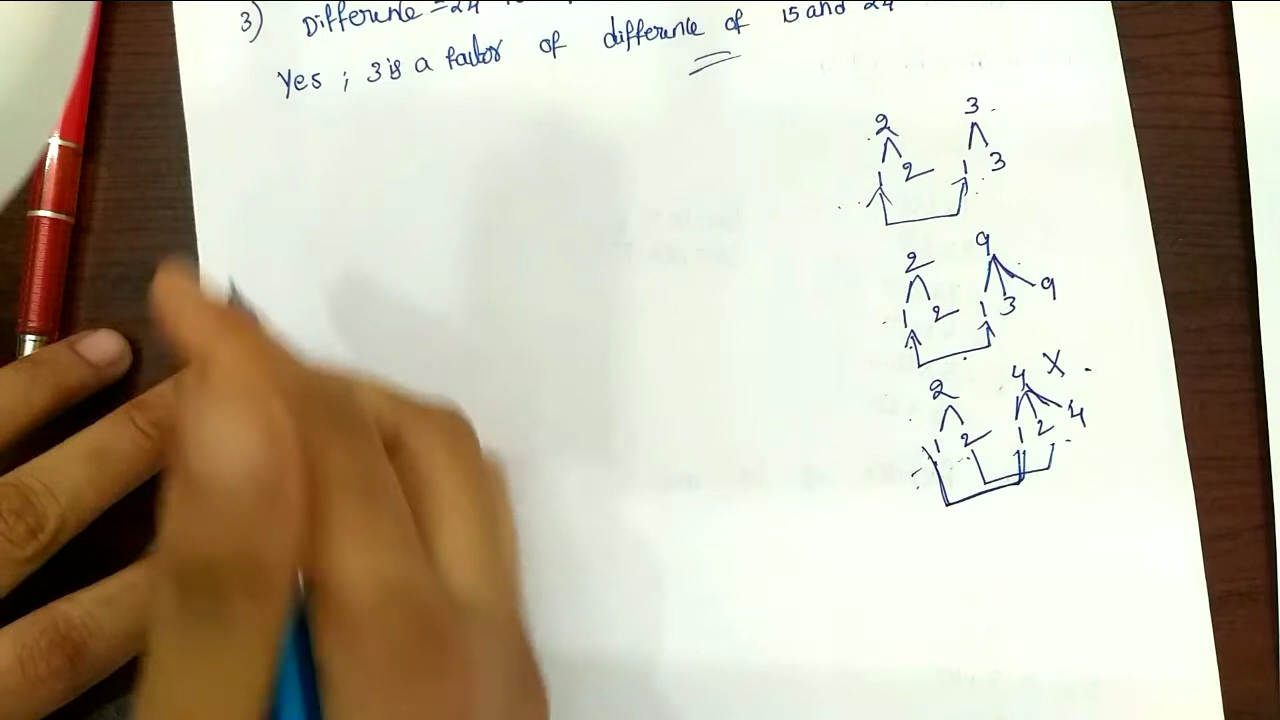 3) Difference = 24
Yes ; 3 is a factor of difference of 15 and 24
2 3
1 2 1 3
2 9
1 2 1 3 9
2 4 X
1 2 1 2 4